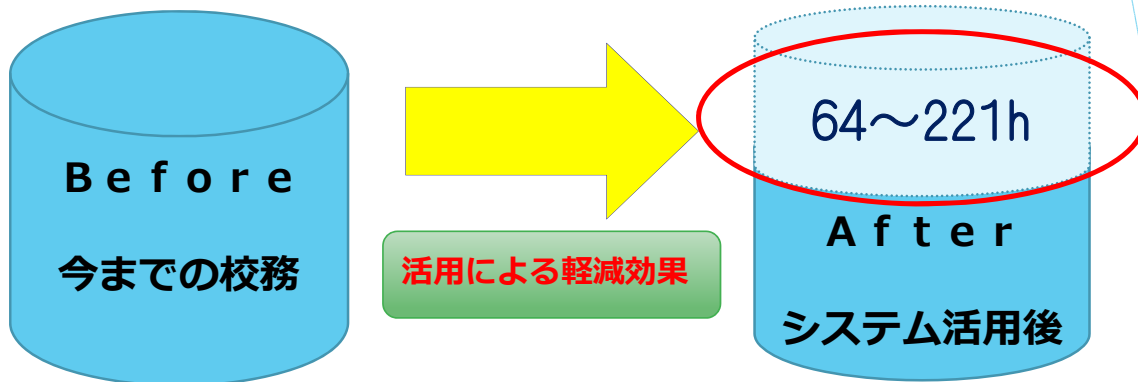 Before
今までの校務
活用による軽減効果
64～221h
After
システム活用後